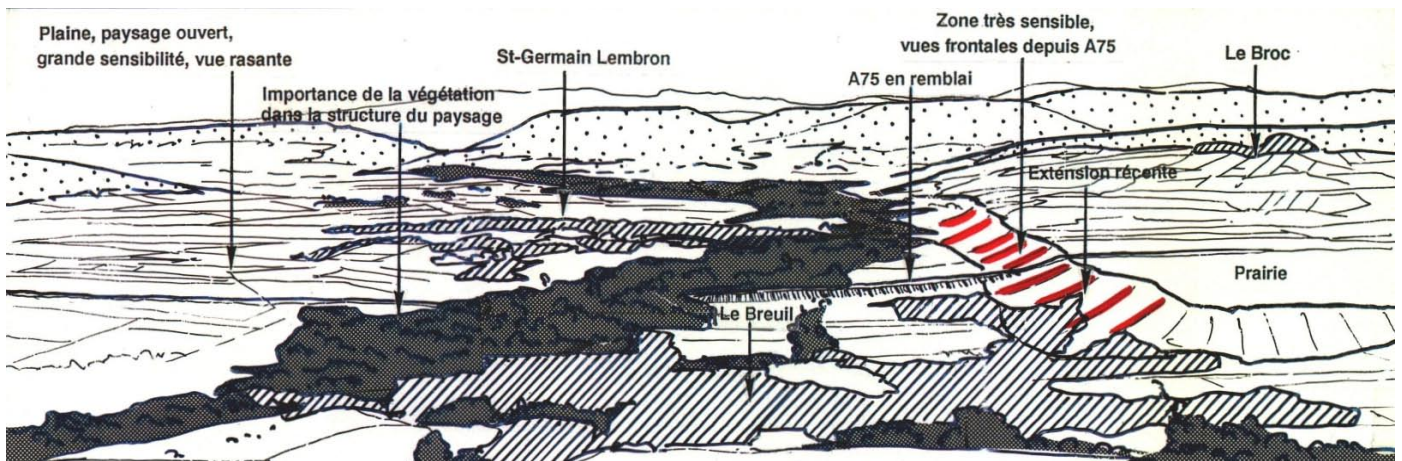 Plaine, paysage ouvert,
grande sensibilité, vue rasante
Importance de la végétation
dans la structure du paysage
St-Germain Lembron
A75 en remblai
Zone très sensible,
vues frontales depuis A75
Le Broc
Extension récente
Prairie
Le Breuil